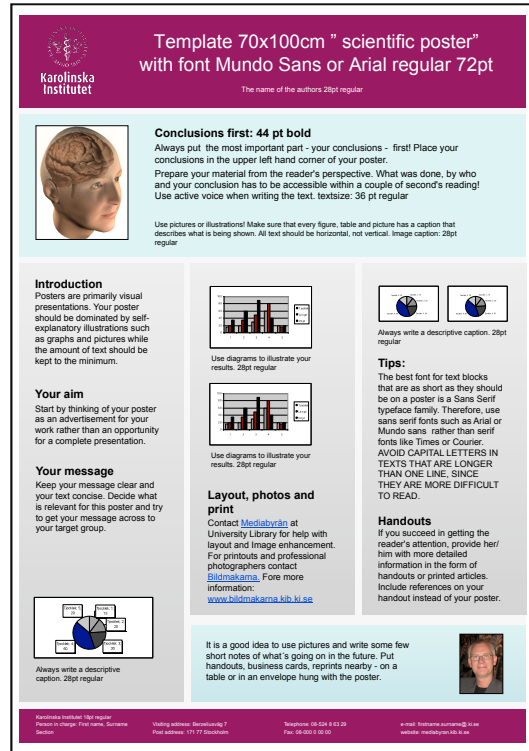 Karolinska
Institutet
Template 70x100cm ” scientific poster”
with font Mundo Sans or Arial regular 72pt
The name of the authors 28pt regular
Conclusions first: 44 pt bold
Always put the most important part - your conclusions - first! Place your
conclusions in the upper left hand corner of your poster.
Prepare your material from the reader's perspective. What was done, by who
and your conclusion has to be accessible within a couple of second's reading!
Use active voice when writing the text. textsize: 36 pt regular
Use pictures or illustrations! Make sure that every figure, table and picture has a caption that
describes what is being shown. All text should be horizontal, not vertical. Image caption: 28pt
regular
Introduction
Posters are primarily visual
presentations. Your poster
should be dominated by self-
explanatory illustrations such
as graphs and pictures while
the amount of text should be
kept to the minimum.
Your aim
Start by thinking of your poster
as an advertisement for your
work rather than an opportunity
for a complete presentation.
Your message
Keep your message clear and
your text concise. Decide what
is relevant for this poster and try
to get your message across to
your target group.
Always write a descriptive
caption. 28pt regular
Use diagrams to illustrate your
results. 28pt regular
Use diagrams to illustrate your
results. 28pt regular
Layout, photos and
print
Contact Mediabyrån at
University Library for help with
layout and Image enhancement.
For printouts and professional
photographers contact
Bildmakarna. Fore more
information:
www.bildmakarna.kib.ki.se
Always write a descriptive caption. 28pt
regular
Tips:
The best font for text blocks
that are as short as they should
be on a poster is a Sans Serif
typeface family. Therefore, use
sans serif fonts such as Arial or
Mundo sans rather than serif
fonts like Times or Courier.
AVOID CAPITAL LETTERS IN
TEXTS THAT ARE LONGER
THAN ONE LINE, SINCE
THEY ARE MORE DIFFICULT
TO READ.
Handouts
If you succeed in getting the
reader's attention, provide her/
him with more detailed
information in the form of
handouts or printed articles.
Include references on your
handout instead of your poster.
It is a good idea to use pictures and write some few
short notes of what´s going on in the future. Put
handouts, business cards, reprints nearby - on a
table or in an envelope hung with the poster.
Karolinska Institutet 18pt regular
Person in charge: First name, Surname
Section
Visiting address: Berzeliusväg 7
Post address: 171 77 Stockholm
Telephone: 08-524 8 63 29
Fax: 08-000 0 00 00
e-mail: firstname.surname@.ki.se
website: mediabyran.kib.ki.se